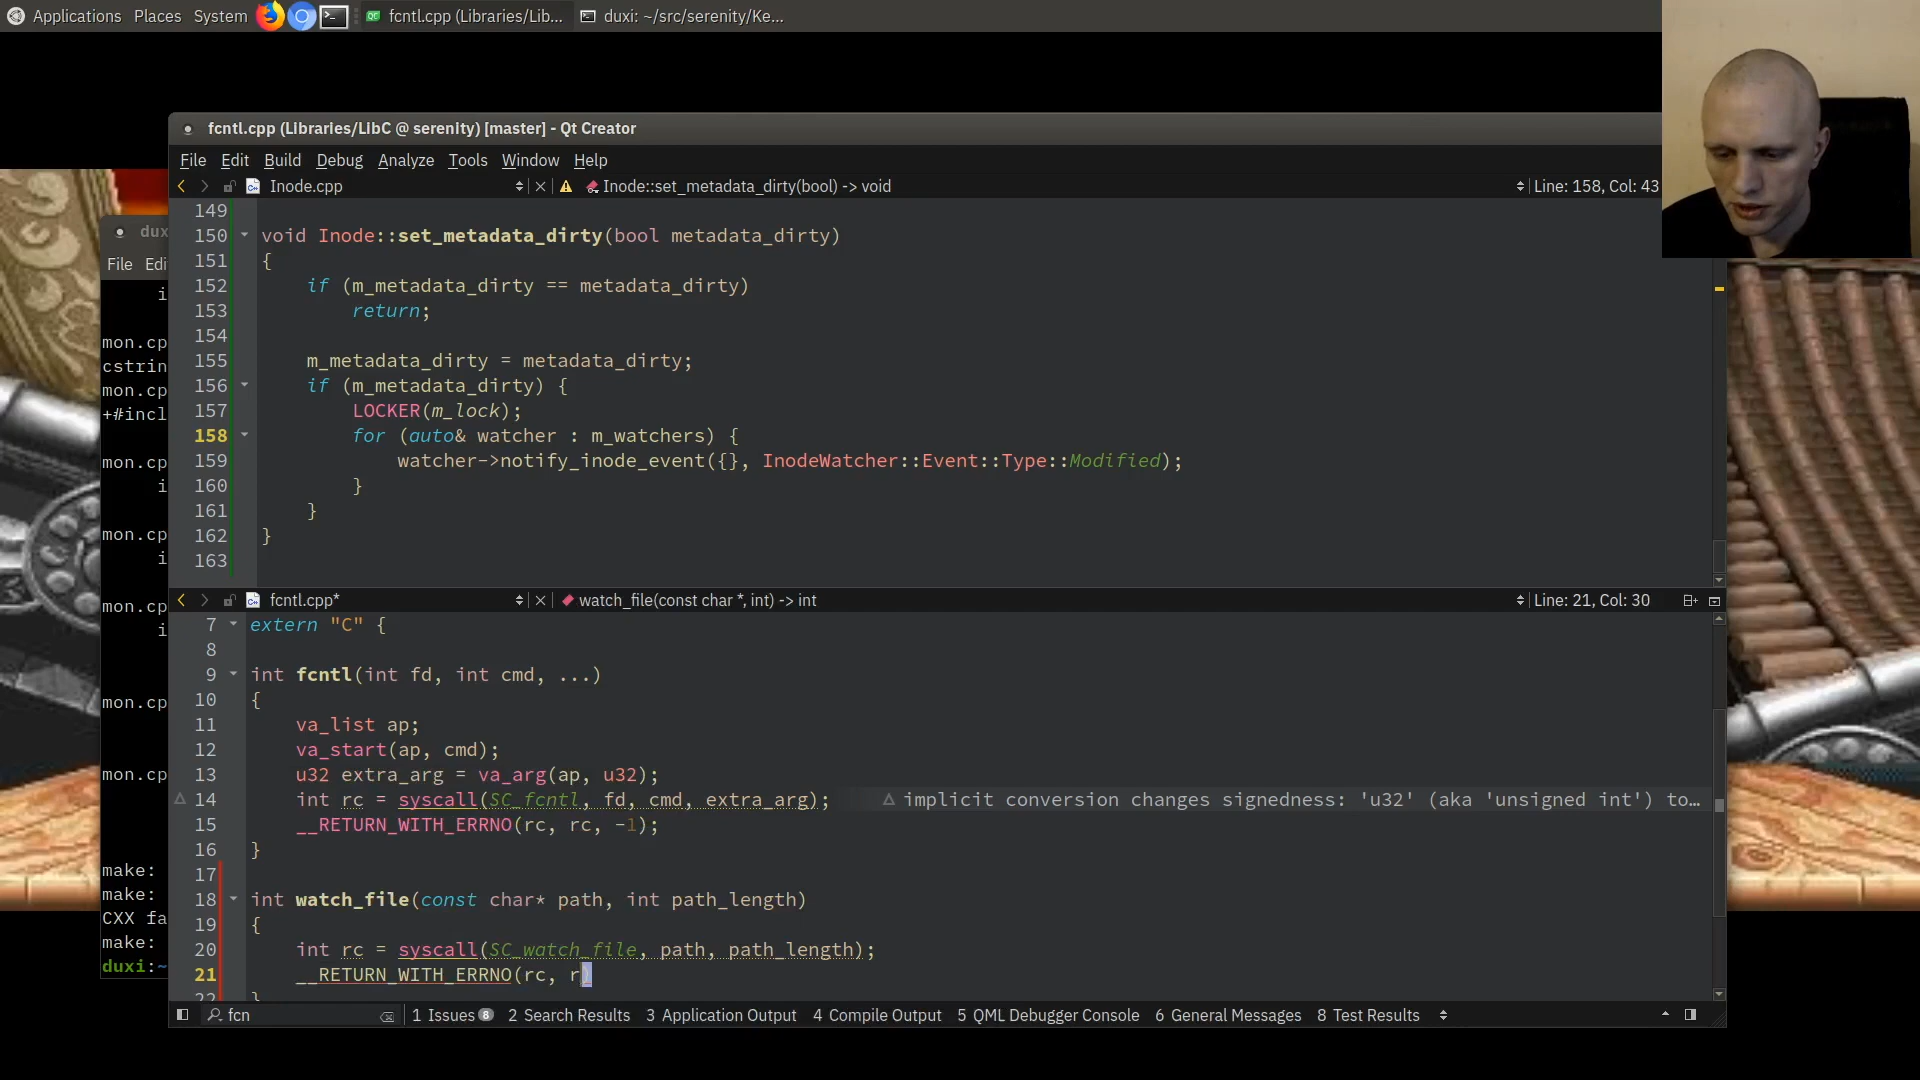 Applications Places System fcntl.cpp (Libraries/Lib... duxi: ~/src/serenity/Ke...
fcntl.cpp (Libraries/LibC @ serenity) [master] - Qt Creator
File Edit Build Debug Analyze Tools Window Help
Inode.cpp Inode::set_metadata_dirty(bool) -> void Line: 158, Col: 43
149
150 void Inode::set_metadata_dirty(bool metadata_dirty)
151 {
152 if (m_metadata_dirty == metadata_dirty)
153 return;
154
155 m_metadata_dirty = metadata_dirty;
156 if (m_metadata_dirty) {
157 LOCKER(m_lock);
158 for (auto& watcher : m_watchers) {
159 watcher->notify_inode_event({}, InodeWatcher::Event::Type::Modified);
160 }
161 }
162 }
163
fcntl.cpp* watch_file(const char *, int) -> int Line: 21, Col: 30
7 extern "C" {
8
9 int fcntl(int fd, int cmd, ...)
10 {
11 va_list ap;
12 va_start(ap, cmd);
13 u32 extra_arg = va_arg(ap, u32);
14 int rc = syscall(SC_fcntl, fd, cmd, extra_arg); implicit conversion changes signedness: 'u32' (aka 'unsigned int') to…
15 __RETURN_WITH_ERRNO(rc, rc, -1);
16 }
17
18 int watch_file(const char* path, int path_length)
19 {
20 int rc = syscall(SC_watch_file, path, path_length);
21 __RETURN_WITH_ERRNO(rc, r)
22 }
fcn 1 Issues 8 2 Search Results 3 Application Output 4 Compile Output 5 QML Debugger Console 6 General Messages 8 Test Results
dux
File Edi
i
mon.cp
cstrin
mon.cp
+#incl
mon.cp
i
mon.cp
i
mon.cp
i
mon.cp
mon.cp
make:
make:
CXX fa
make:
duxi:~